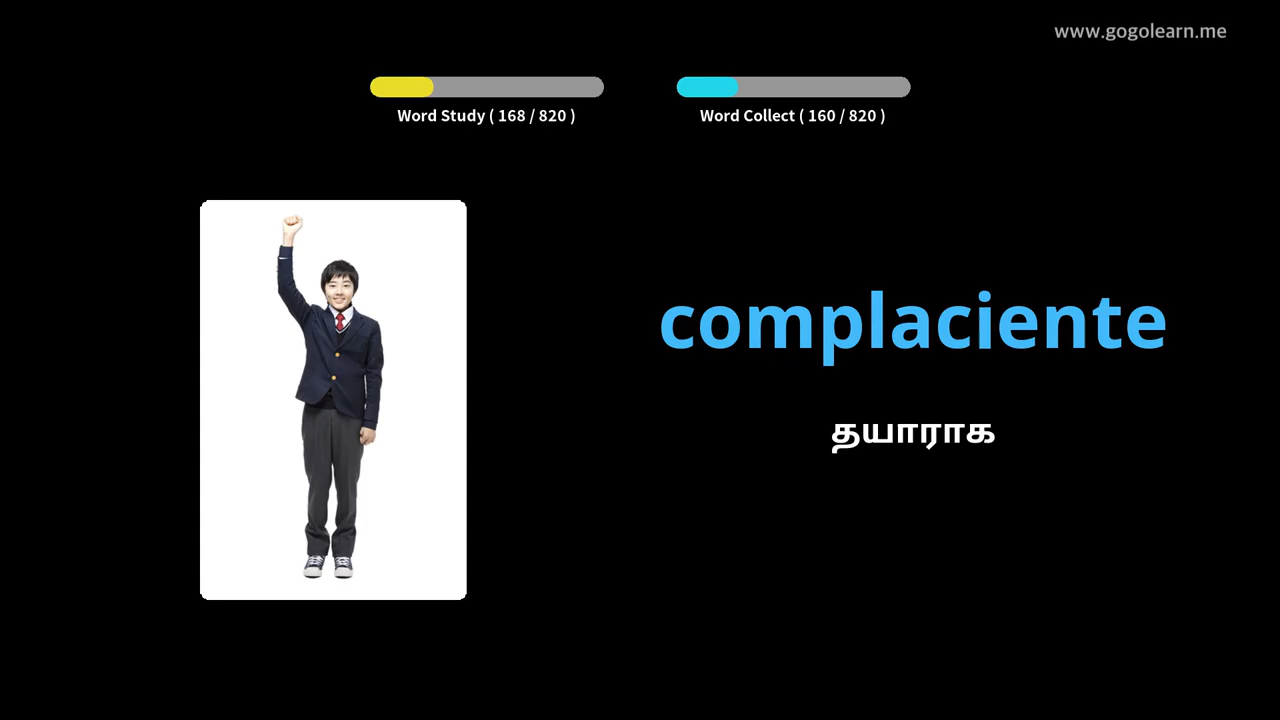 www.gogolearn.me
Word Study ( 168 / 820 )
Word Collect ( 160 / 820 )
complaciente
தயாராக